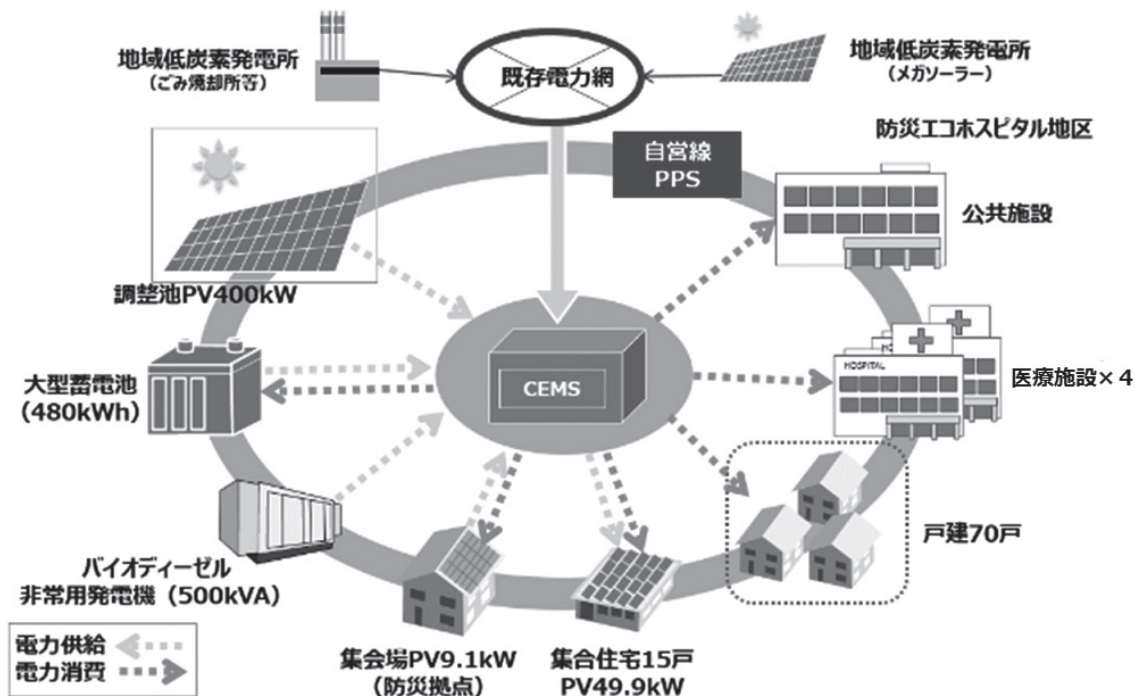 地域低炭素発電所
(ごみ焼却所等)
既存電力網
地域低炭素発電所
(メガソーラー)
防災エコホスピタル地区
自営線
PPS
公共施設
調整池PV400kW
大型蓄電池
(480kWh)
CEMS
HOSPITAL
医療施設×4
戸建70戸
バイオディーゼル
非常用発電機(500kVA)
電力供給
電力消費
集会場PV9.1kW
(防災拠点)
集合住宅15戸
PV49.9kW